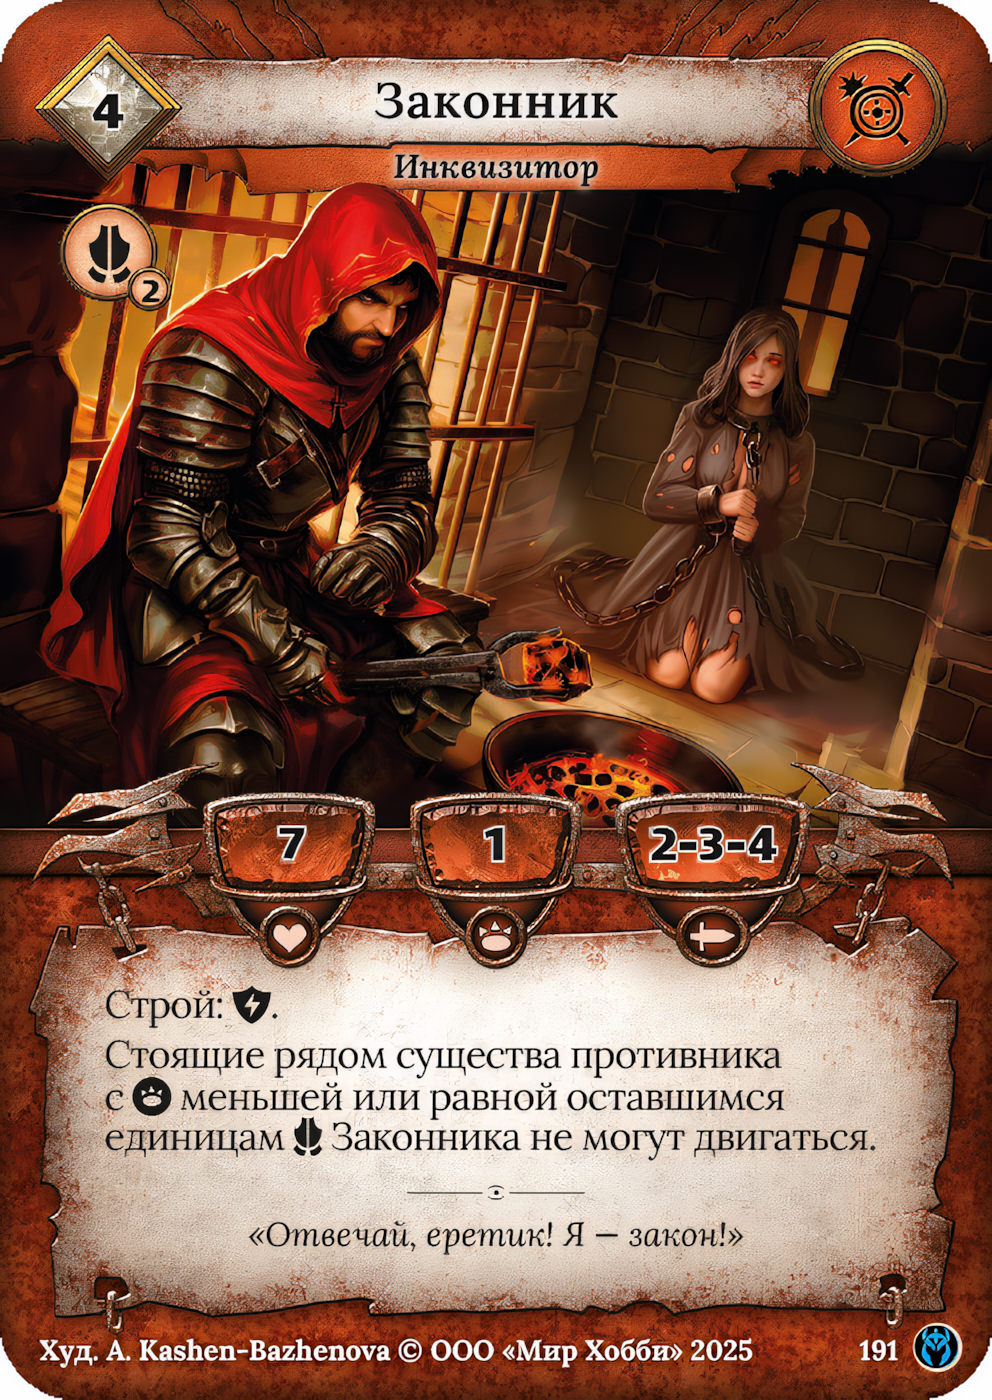 4
Законник
Инквизитор
2
7
1
2-3-4
Строй: .
Стоящие рядом существа противника
с меньшей или равной оставшимся
единицам Законника не могут двигаться.
«Отвечай, еретик! Я — закон!»
Худ. А. Kashen-Bazhenova © ООО «Мир Хобби» 2025
191